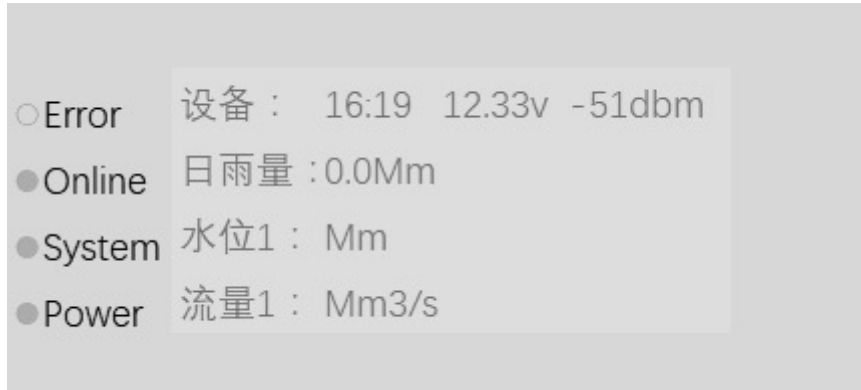 Error 设备： 16:19 12.33v -51dbm
Online 日雨量：0.0Mm
System 水位1： Mm
Power 流量1： Mm3/s